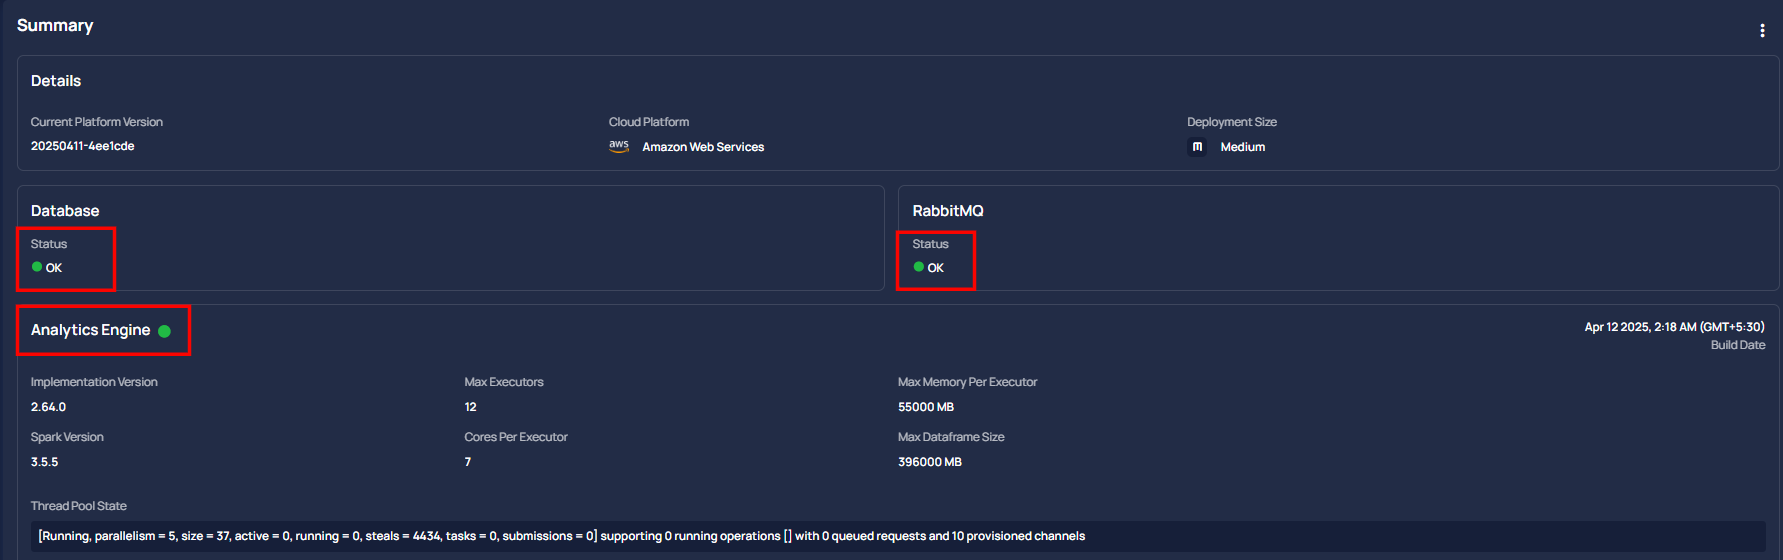 Summary
Details
Current Platform Version
Cloud Platform
Deployment Size
20250411-4ee1cde
aws Amazon Web Services
m Medium
Database
RabbitMQ
Status
Status
OK
OK
Analytics Engine
Apr 12 2025, 2:18 AM (GMT+5:30)
Build Date
Implementation Version
Max Executors
Max Memory Per Executor
2.64.0
12
55000 MB
Spark Version
Cores Per Executor
Max Dataframe Size
3.5.5
7
396000 MB
Thread Pool State
[Running, parallelism = 5, size = 37, active = 0, running = 0, steals = 4434, tasks = 0, submissions = 0] supporting 0 running operations [] with 0 queued requests and 10 provisioned channels